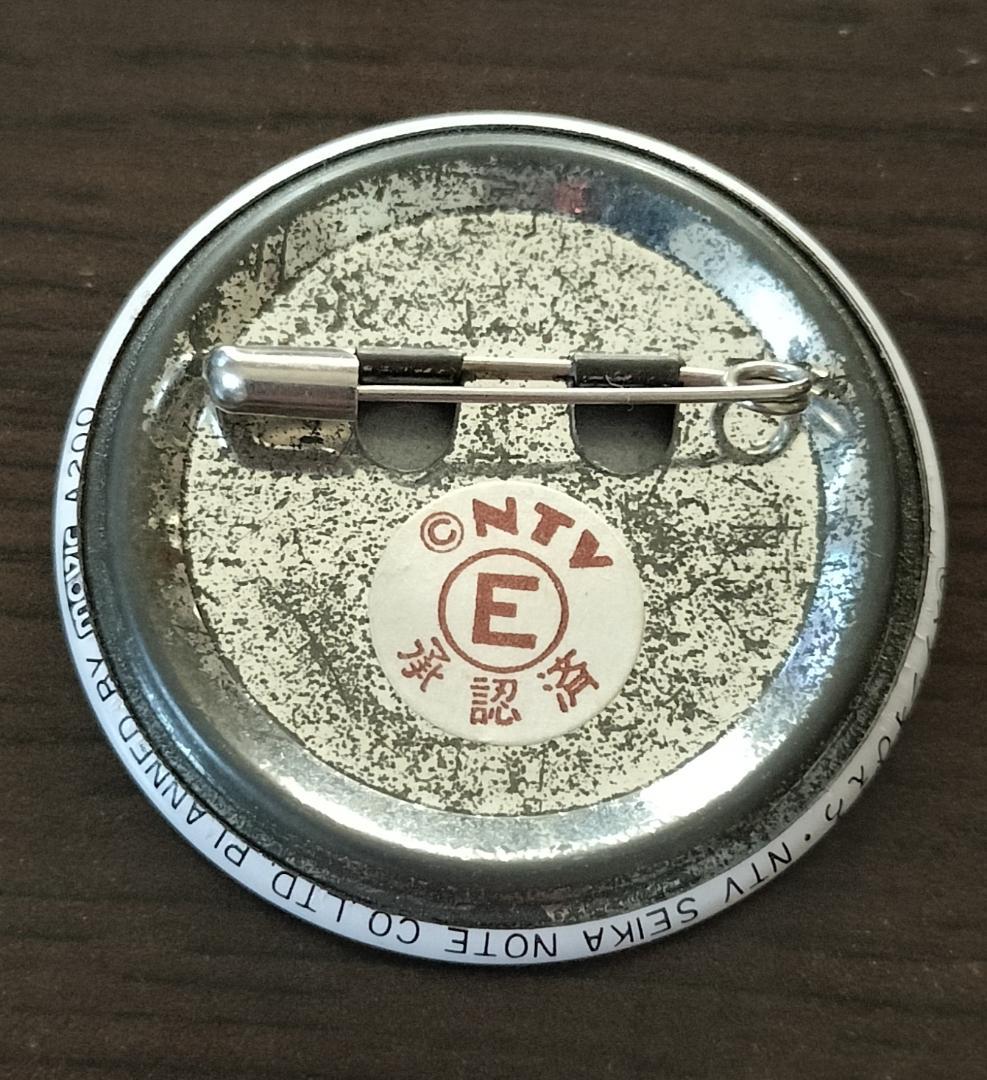 ©NTV
E
承認済
NTV SEIKA NOTE CO.LTD. PLANNED BY MOVIC A200